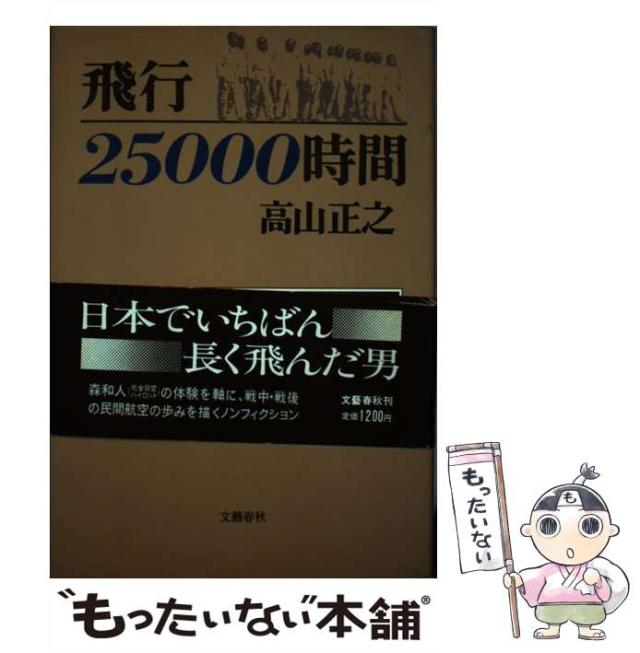 飛行
25000時間
高山正之
日本でいちばん
長く飛んだ男
森和人(元全日空パイロット)の体験を軸に、戦中・戦後
の民間航空の歩みを描くノンフィクション
文藝春秋刊
定価1200円
文藝春秋
“もったいない”本舗®
もったいない
も